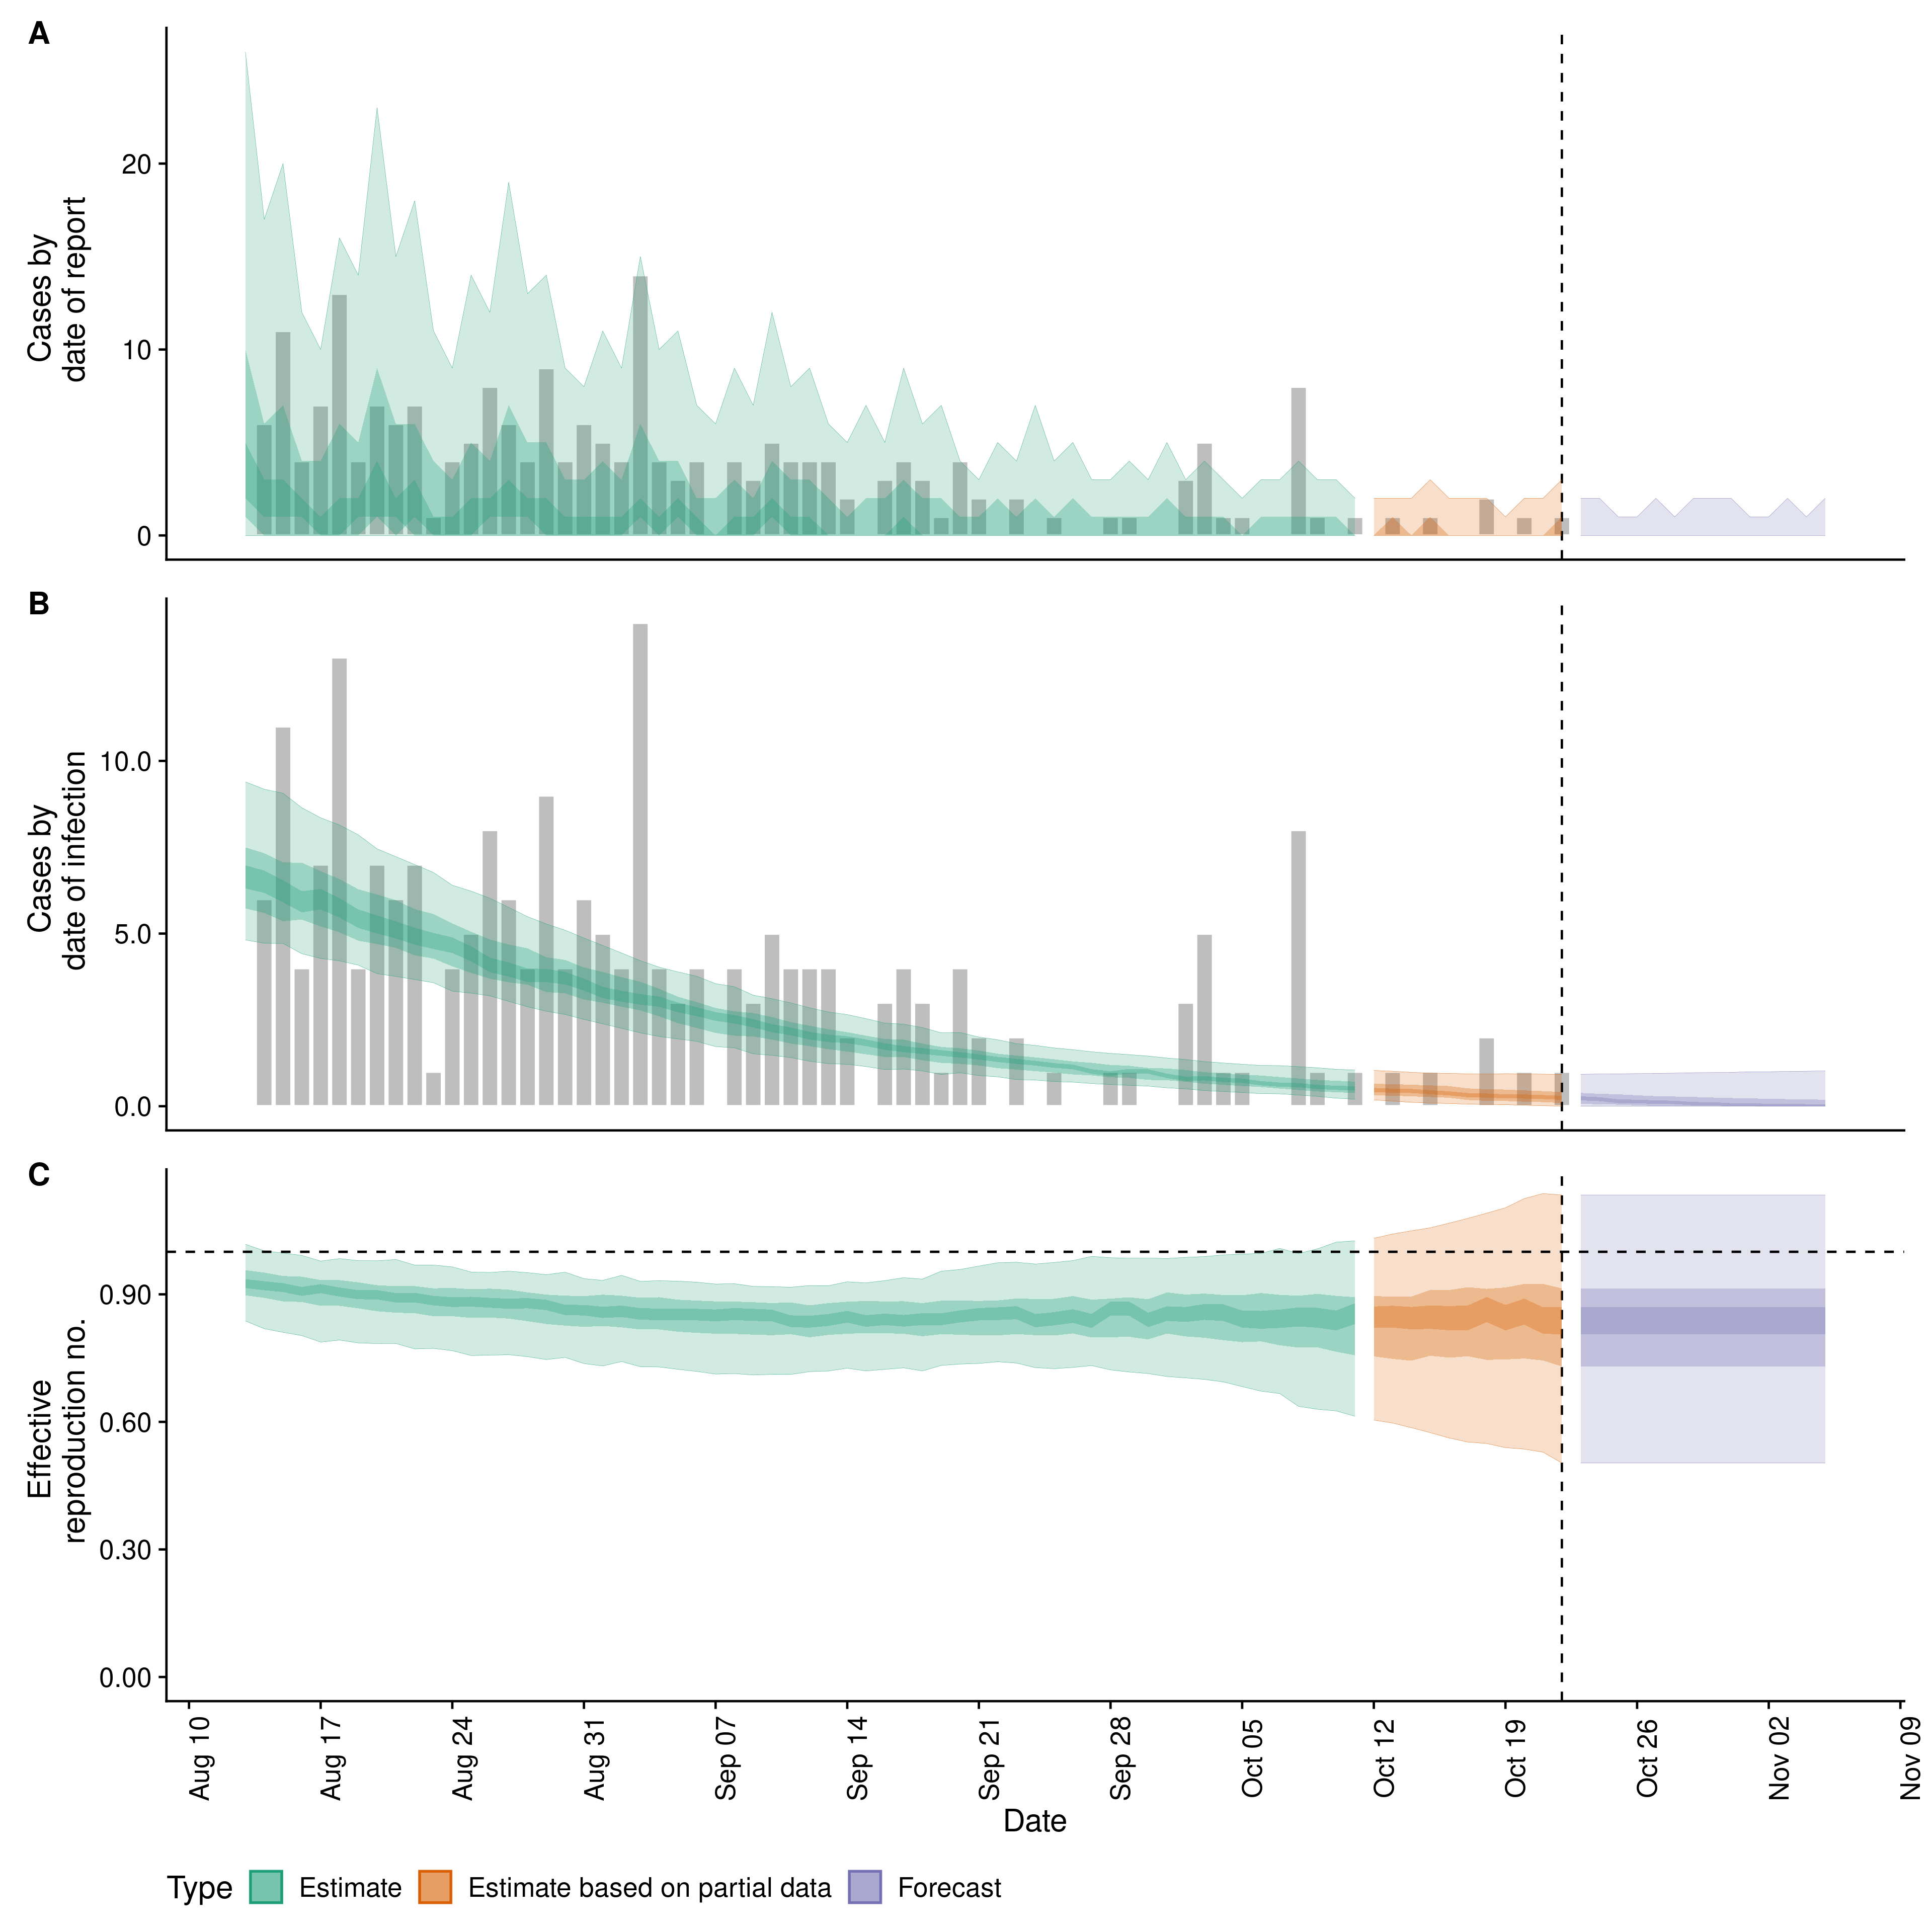 A
Cases by
date of report
20
10
0
B
Cases by
date of infection
10.0
5.0
0.0
C
Effective
reproduction no.
0.90
0.60
0.30
0.00
Aug 10
Aug 17
Aug 24
Aug 31
Sep 07
Sep 14
Sep 21
Sep 28
Oct 05
Oct 12
Oct 19
Oct 26
Nov 02
Nov 09
Date
Type Estimate Estimate based on partial data Forecast